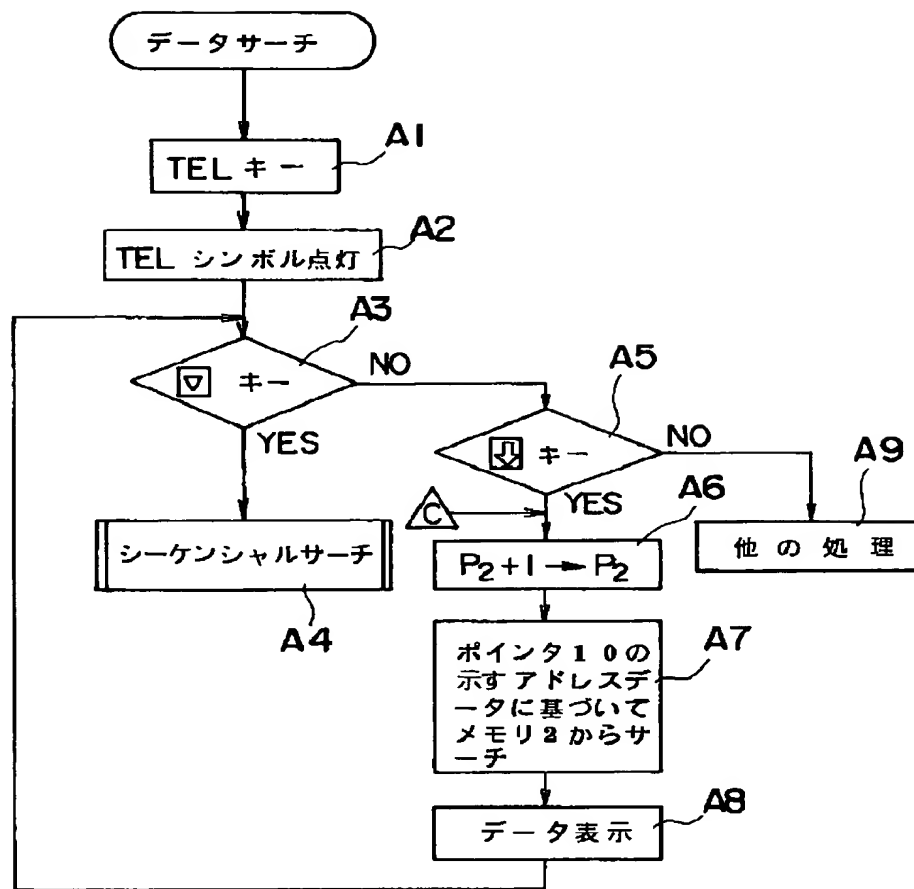 データサーチ
A1
TEL キー
A2
TEL シンボル点灯
A3
▽ キー
NO
YES
A4
シーケンシャルサーチ
A5
⇩ キー
NO
YES
C
A6
P₂+1→P₂
A9
他の処理
A7
ポインタ10の
示すアドレスデ
ータに基づいて
メモリ2からサ
ーチ
A8
データ表示